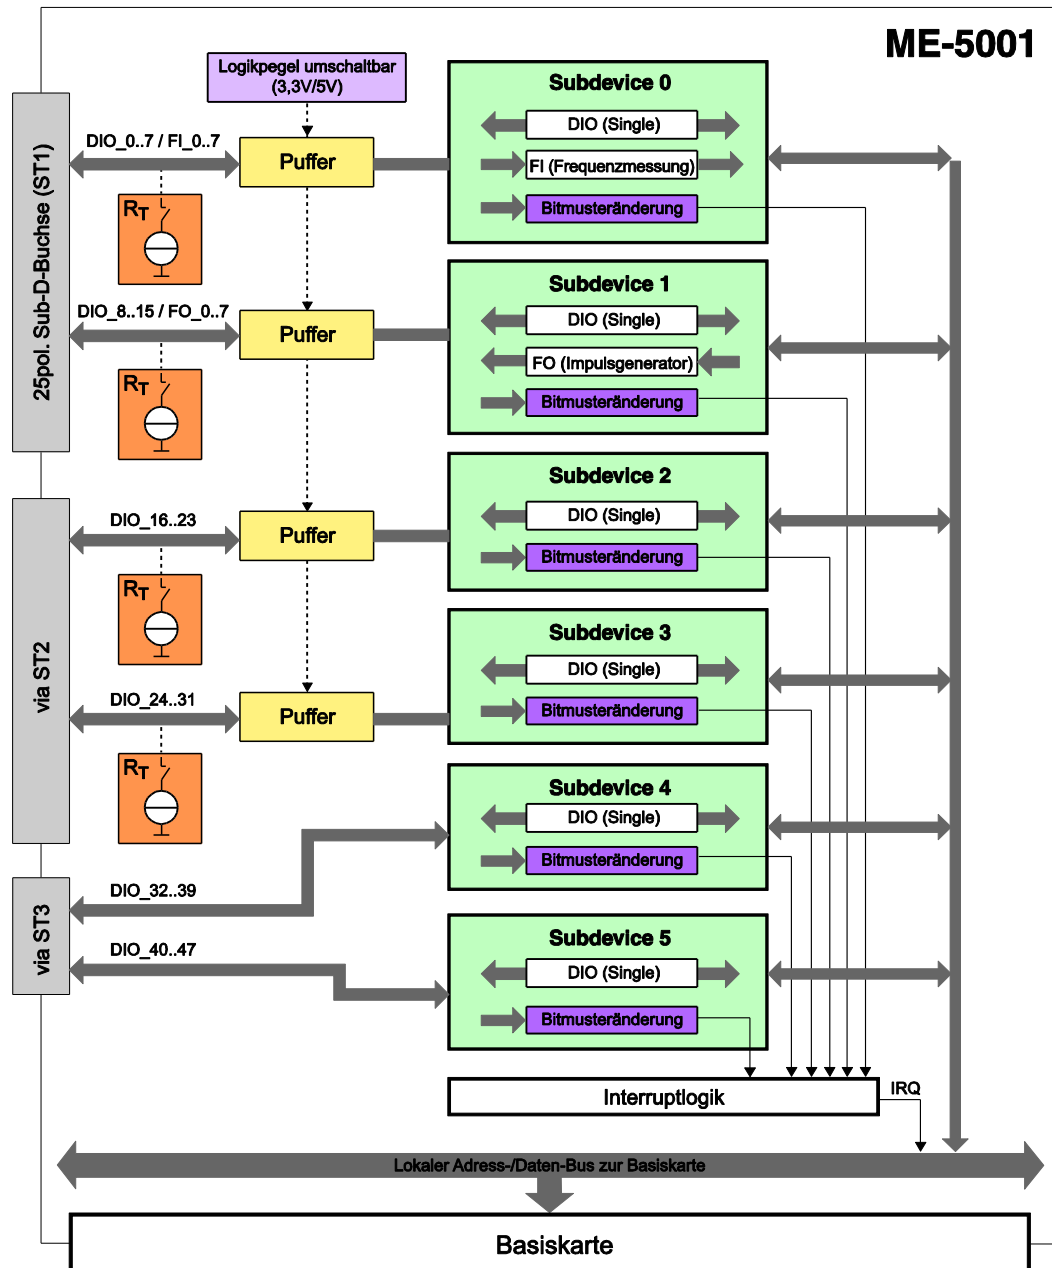 ME-5001
Logikpegel umschaltbar
(3,3V/5V)
25pol. Sub-D-Buchse (ST1)
DIO_0..7 / FI_0..7
Puffer
RT
Subdevice 0
DIO (Single)
FI (Frequenzmessung)
Bitmusteränderung
DIO_8..15 / FO_0..7
Puffer
RT
Subdevice 1
DIO (Single)
FO (Impulsgenerator)
Bitmusteränderung
via ST2
DIO_16..23
Puffer
RT
Subdevice 2
DIO (Single)
Bitmusteränderung
DIO_24..31
Puffer
RT
Subdevice 3
DIO (Single)
Bitmusteränderung
Subdevice 4
DIO (Single)
Bitmusteränderung
via ST3
DIO_32..39
DIO_40..47
Subdevice 5
DIO (Single)
Bitmusteränderung
Interruptlogik
IRQ
Lokaler Adress-/Daten-Bus zur Basiskarte
Basiskarte